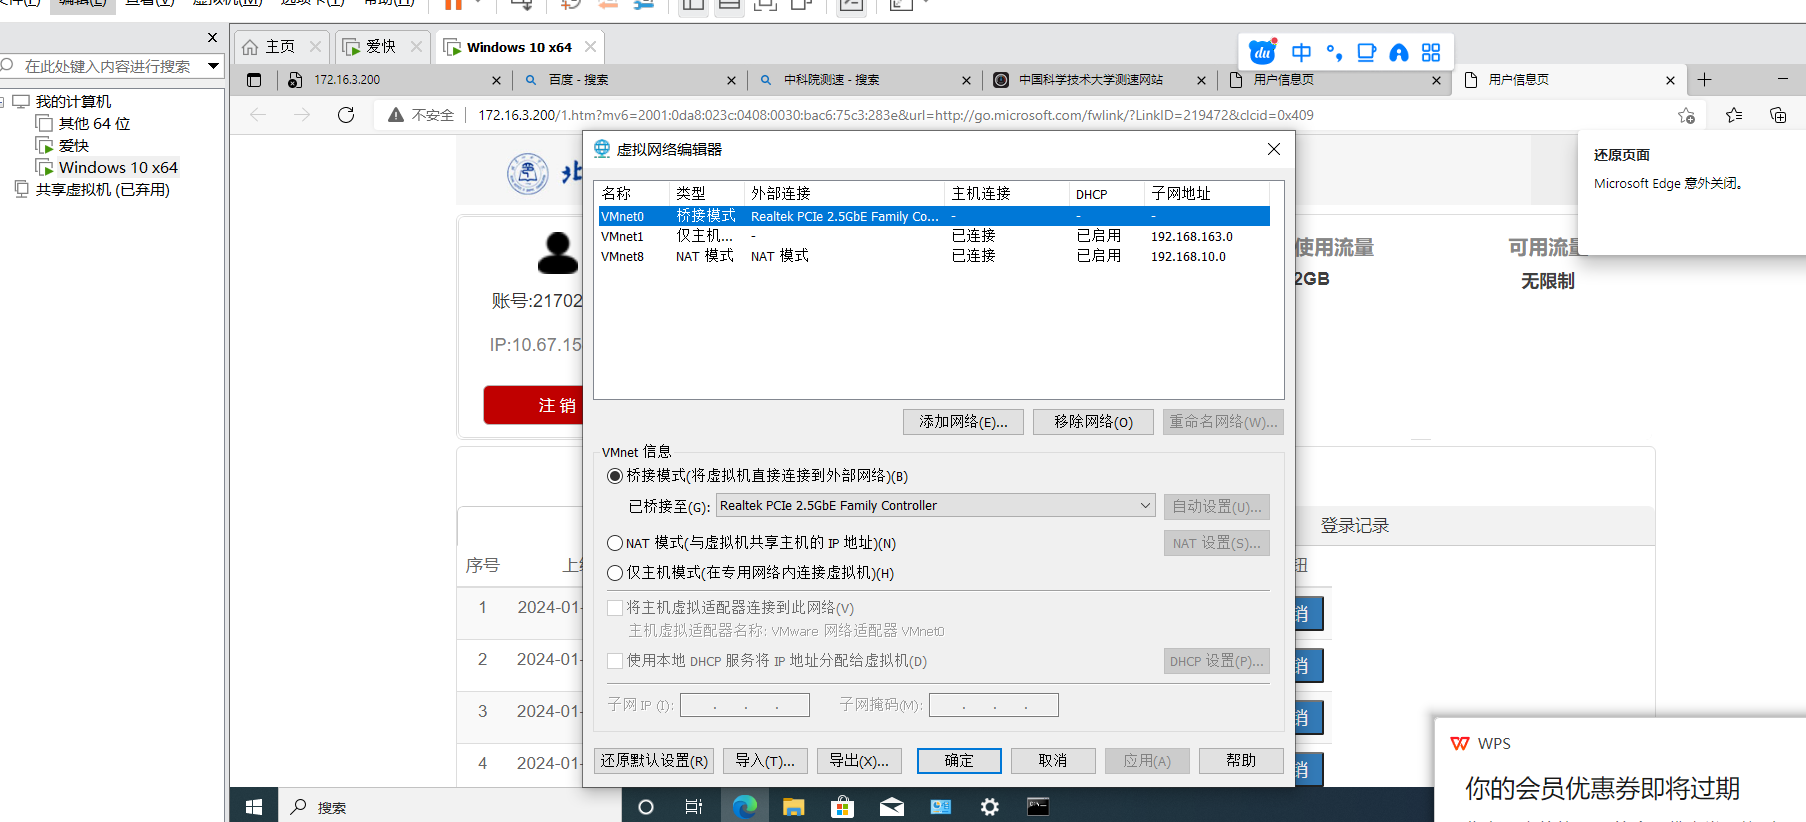 编辑(E) 查看(V) 虚拟机(M) 选项卡(T) 帮助(H)
在此处键入内容进行搜索
我的计算机
其他 64 位
爱快
Windows 10 x64
共享虚拟机 (已弃用)
主页 爱快 Windows 10 x64
du 中
172.16.3.200 百度 - 搜索 中科院测速 - 搜索 中国科学技术大学测速网站 用户信息页 用户信息页
不安全 172.16.3.200/1.htm?mv6=2001:0da8:023c:0408:0030:bac6:75c3:283e&url=http://go.microsoft.com/fwlink/?LinkID=219472&clcid=0x409
还原页面
Microsoft Edge 意外关闭。
北
账号:21702
IP:10.67.15
注 销
使用流量 可用流量
2GB 无限制
登录记录
序号 上
1 2024-01- 销
2 2024-01- 销
3 2024-01- 销
4 2024-01- 销
钮
虚拟网络编辑器
名称 类型 外部连接 主机连接 DHCP 子网地址
VMnet0 桥接模式 Realtek PCIe 2.5GbE Family Co... - - -
VMnet1 仅主机... - 已连接 已启用 192.168.163.0
VMnet8 NAT 模式 NAT 模式 已连接 已启用 192.168.10.0
添加网络(E)... 移除网络(O) 重命名网络(W)...
VMnet 信息
桥接模式(将虚拟机直接连接到外部网络)(B)
已桥接至(G): Realtek PCIe 2.5GbE Family Controller 自动设置(U)...
NAT 模式(与虚拟机共享主机的 IP 地址)(N) NAT 设置(S)...
仅主机模式(在专用网络内连接虚拟机)(H)
将主机虚拟适配器连接到此网络(V)
主机虚拟适配器名称: VMware 网络适配器 VMnet0
使用本地 DHCP 服务将 IP 地址分配给虚拟机(D) DHCP 设置(P)...
子网 IP (I): . . . 子网掩码(M): . . .
还原默认设置(R) 导入(T)... 导出(X)... 确定 取消 应用(A) 帮助
WPS
你的会员优惠券即将过期
搜索